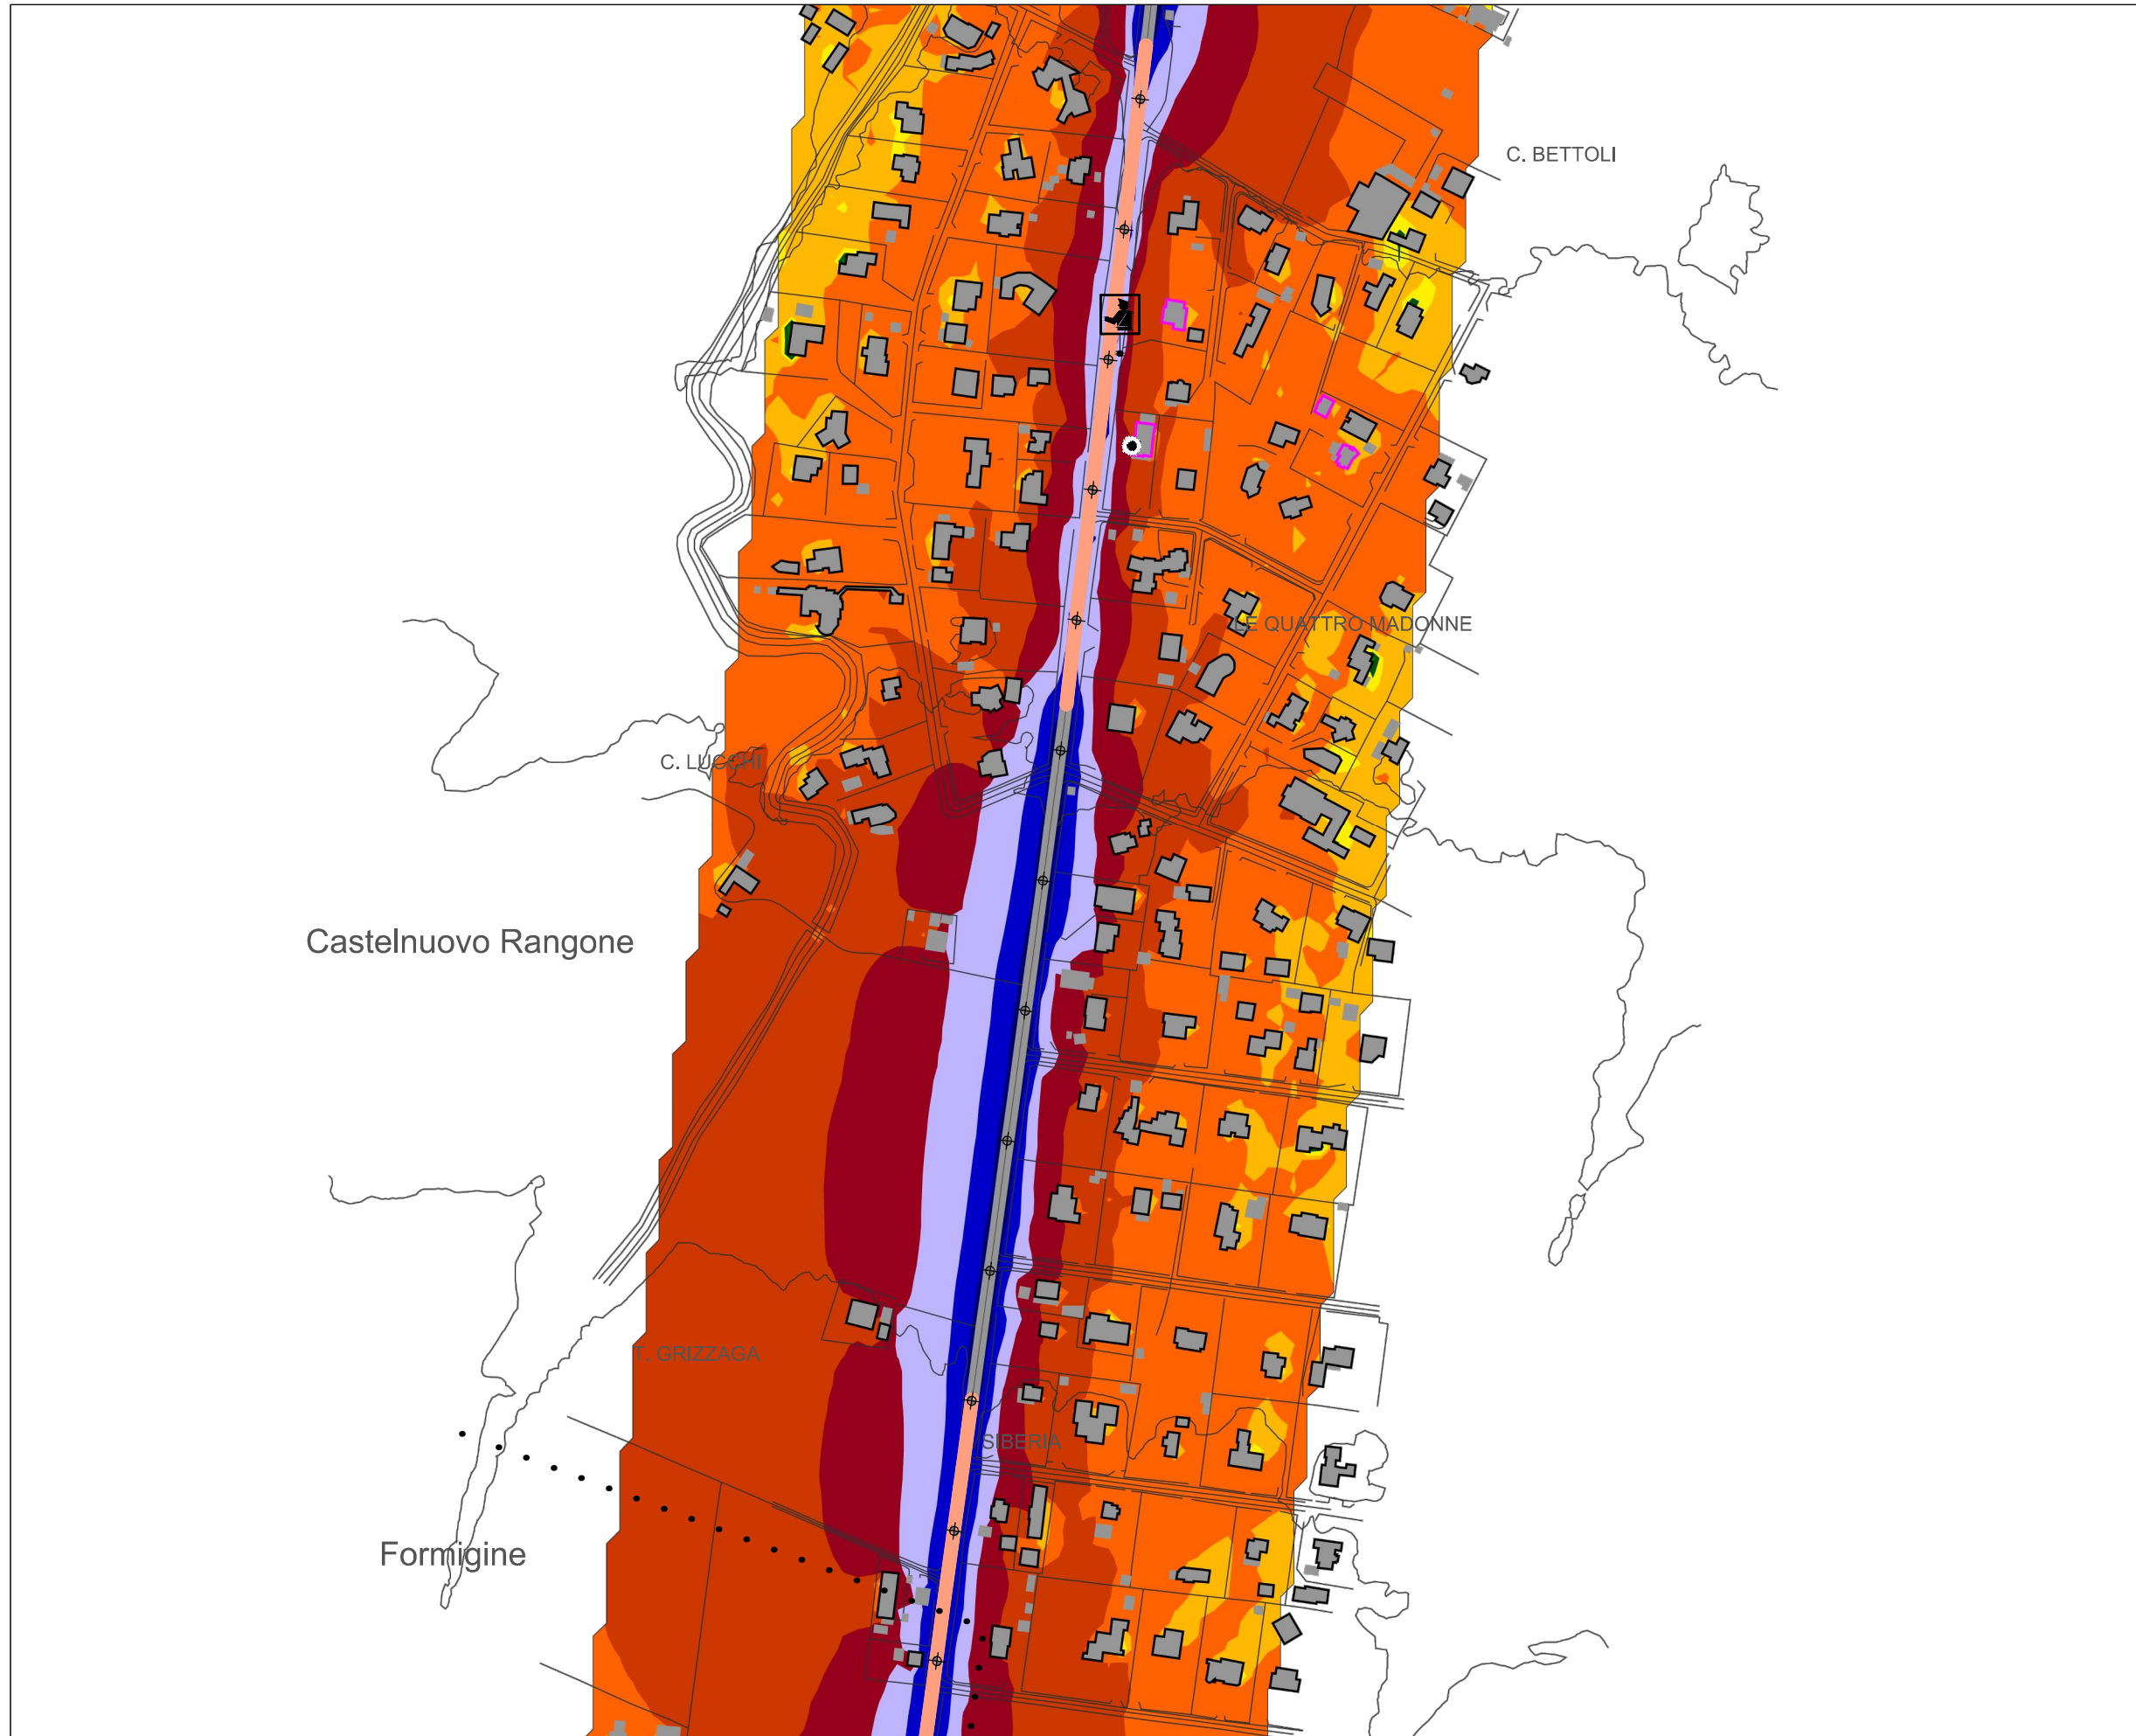 C. BETTOLI
LE QUATTRO MADONNE
C. LUCCHI
Castelnuovo Rangone
T. GRIZZAGA
SIBERIA
Formigine